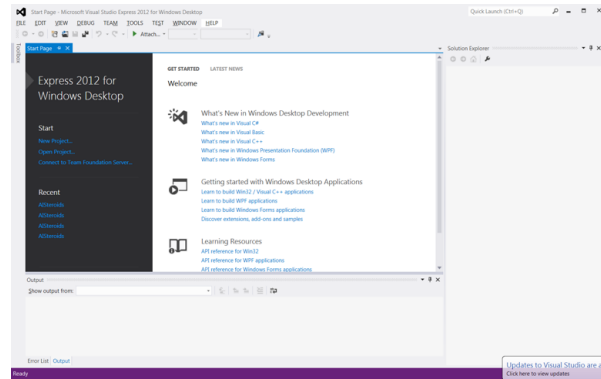 Start Page - Microsoft Visual Studio Express 2012 for Windows Desktop
Quick Launch (Ctrl+Q)
FILE EDIT VIEW DEBUG TEAM TOOLS TEST WINDOW HELP
Attach...
Toolbox
Start Page
Solution Explorer
Express 2012 for
Windows Desktop
Start
New Project...
Open Project...
Connect to Team Foundation Server...
Recent
AISteroids
AISteroids
AISteroids
AISteroids
GET STARTED LATEST NEWS
Welcome
What's New in Windows Desktop Development
What's new in Visual C#
What's new in Visual Basic
What's new in Visual C++
What's new in Windows Presentation Foundation (WPF)
What's new in Windows Forms
Getting started with Windows Desktop Applications
Learn to build Win32 / Visual C++ applications
Learn to build WPF applications
Learn to build Windows Forms applications
Discover extensions, add-ons and samples
Learning Resources
API reference for Win32
API reference for WPF applications
API reference for Windows Forms applications
Output
Show output from:
Error List Output
Ready
Updates to Visual Studio are a
Click here to view updates